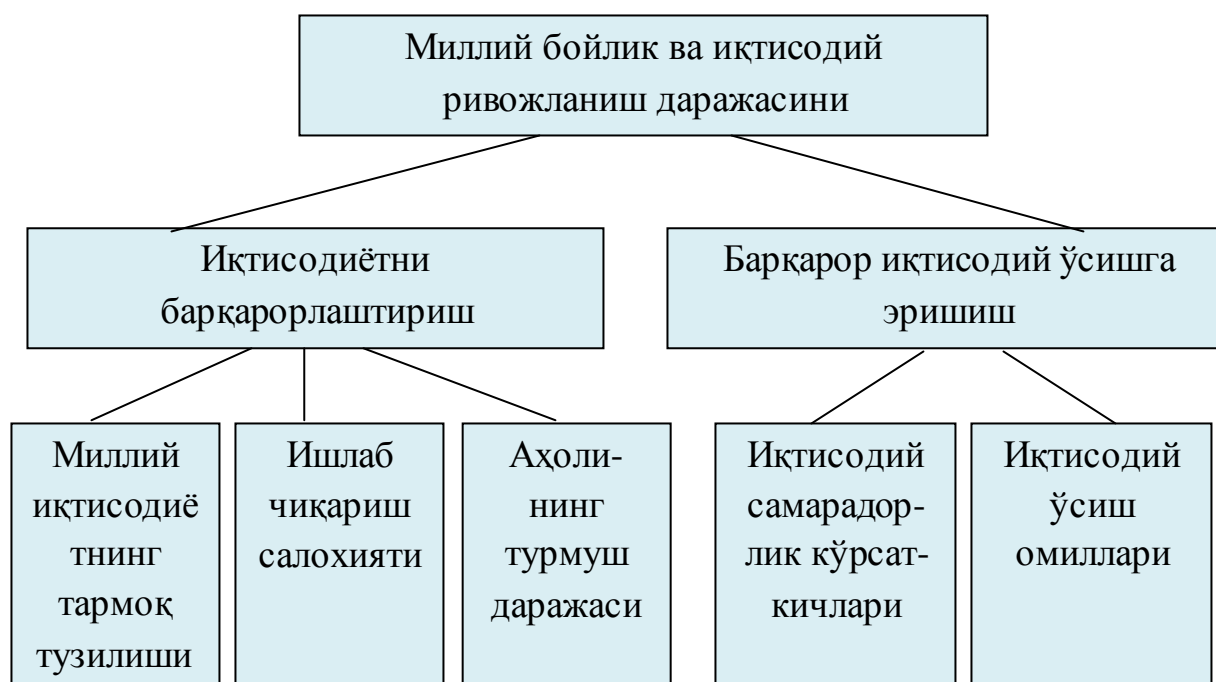 Миллий бойлик ва иқтисодий
ривожланиш даражасини
Иқтисодиётни
барқарорлаштириш
Барқарор иқтисодий ўсишга
эришиш
Миллий
иқтисодиё
тнинг
тармоқ
тузилиши
Ишлаб
чиқариш
салохияти
Аҳоли-
нинг
турмуш
даражаси
Иқтисодий
самарадор-
лик кўрсат-
кичлари
Иқтисодий
ўсиш
омиллари